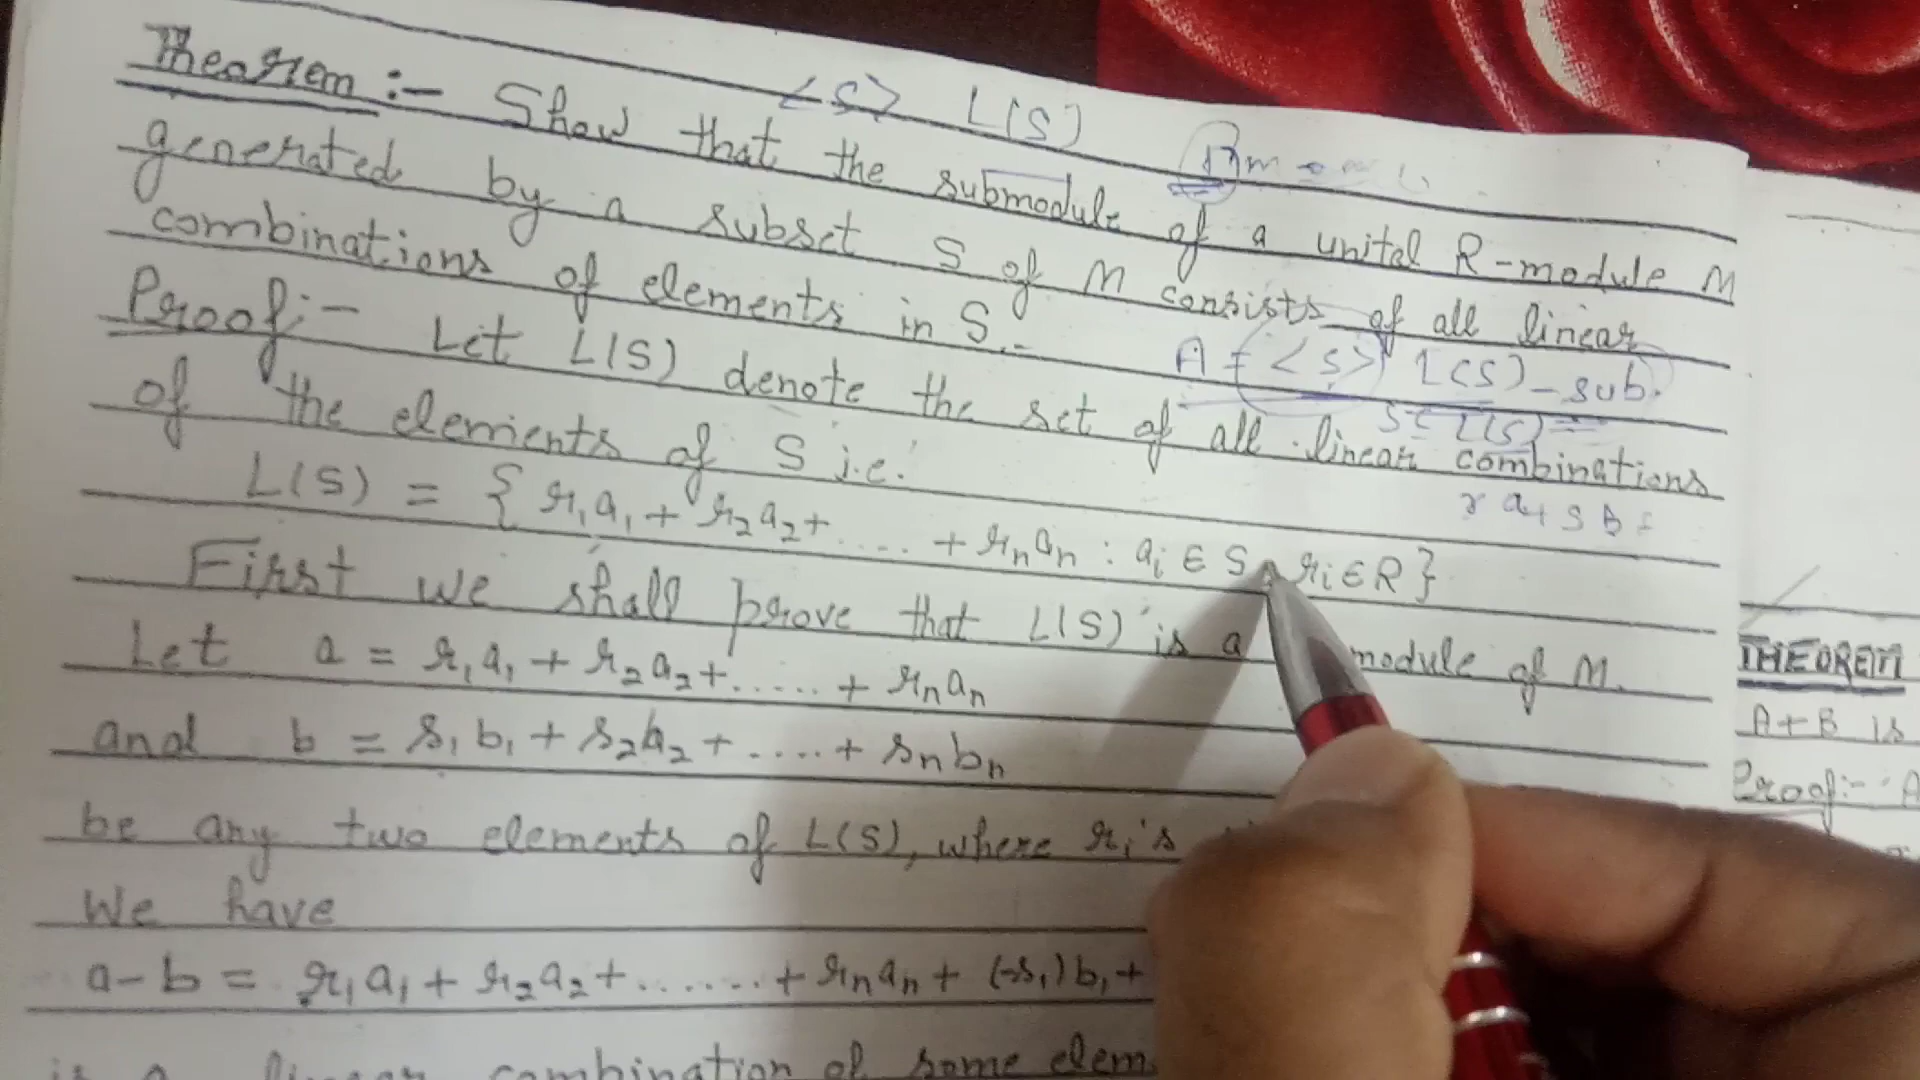 <S> L(S)
Theorem :- Show that the submodule of a unital R-module M
generated by a subset S of M consists of all linear
combinations of elements in S.-
A = <S> L(S) - sub.
S ⊂ L(S) =
Proof :- Let L(S) denote the set of all linear combinations
of the elements of S i.e.
r a + s b =
L(S) = { r₁a₁ + r₂a₂ + .... + rₙaₙ : aᵢ ∈ S, rᵢ ∈ R }
First we shall prove that L(S) is a module of M.
Let a = r₁a₁ + r₂a₂ + ..... + rₙaₙ
and b = s₁b₁ + s₂b₂ + ..... + sₙbₙ
be any two elements of L(S), where rᵢ's
We have
a-b = r₁a₁ + r₂a₂ + ....... + rₙaₙ + (-s₁)b₁ +
is a linear combination of some elem
THEOREM
A+B is
Proof:- A